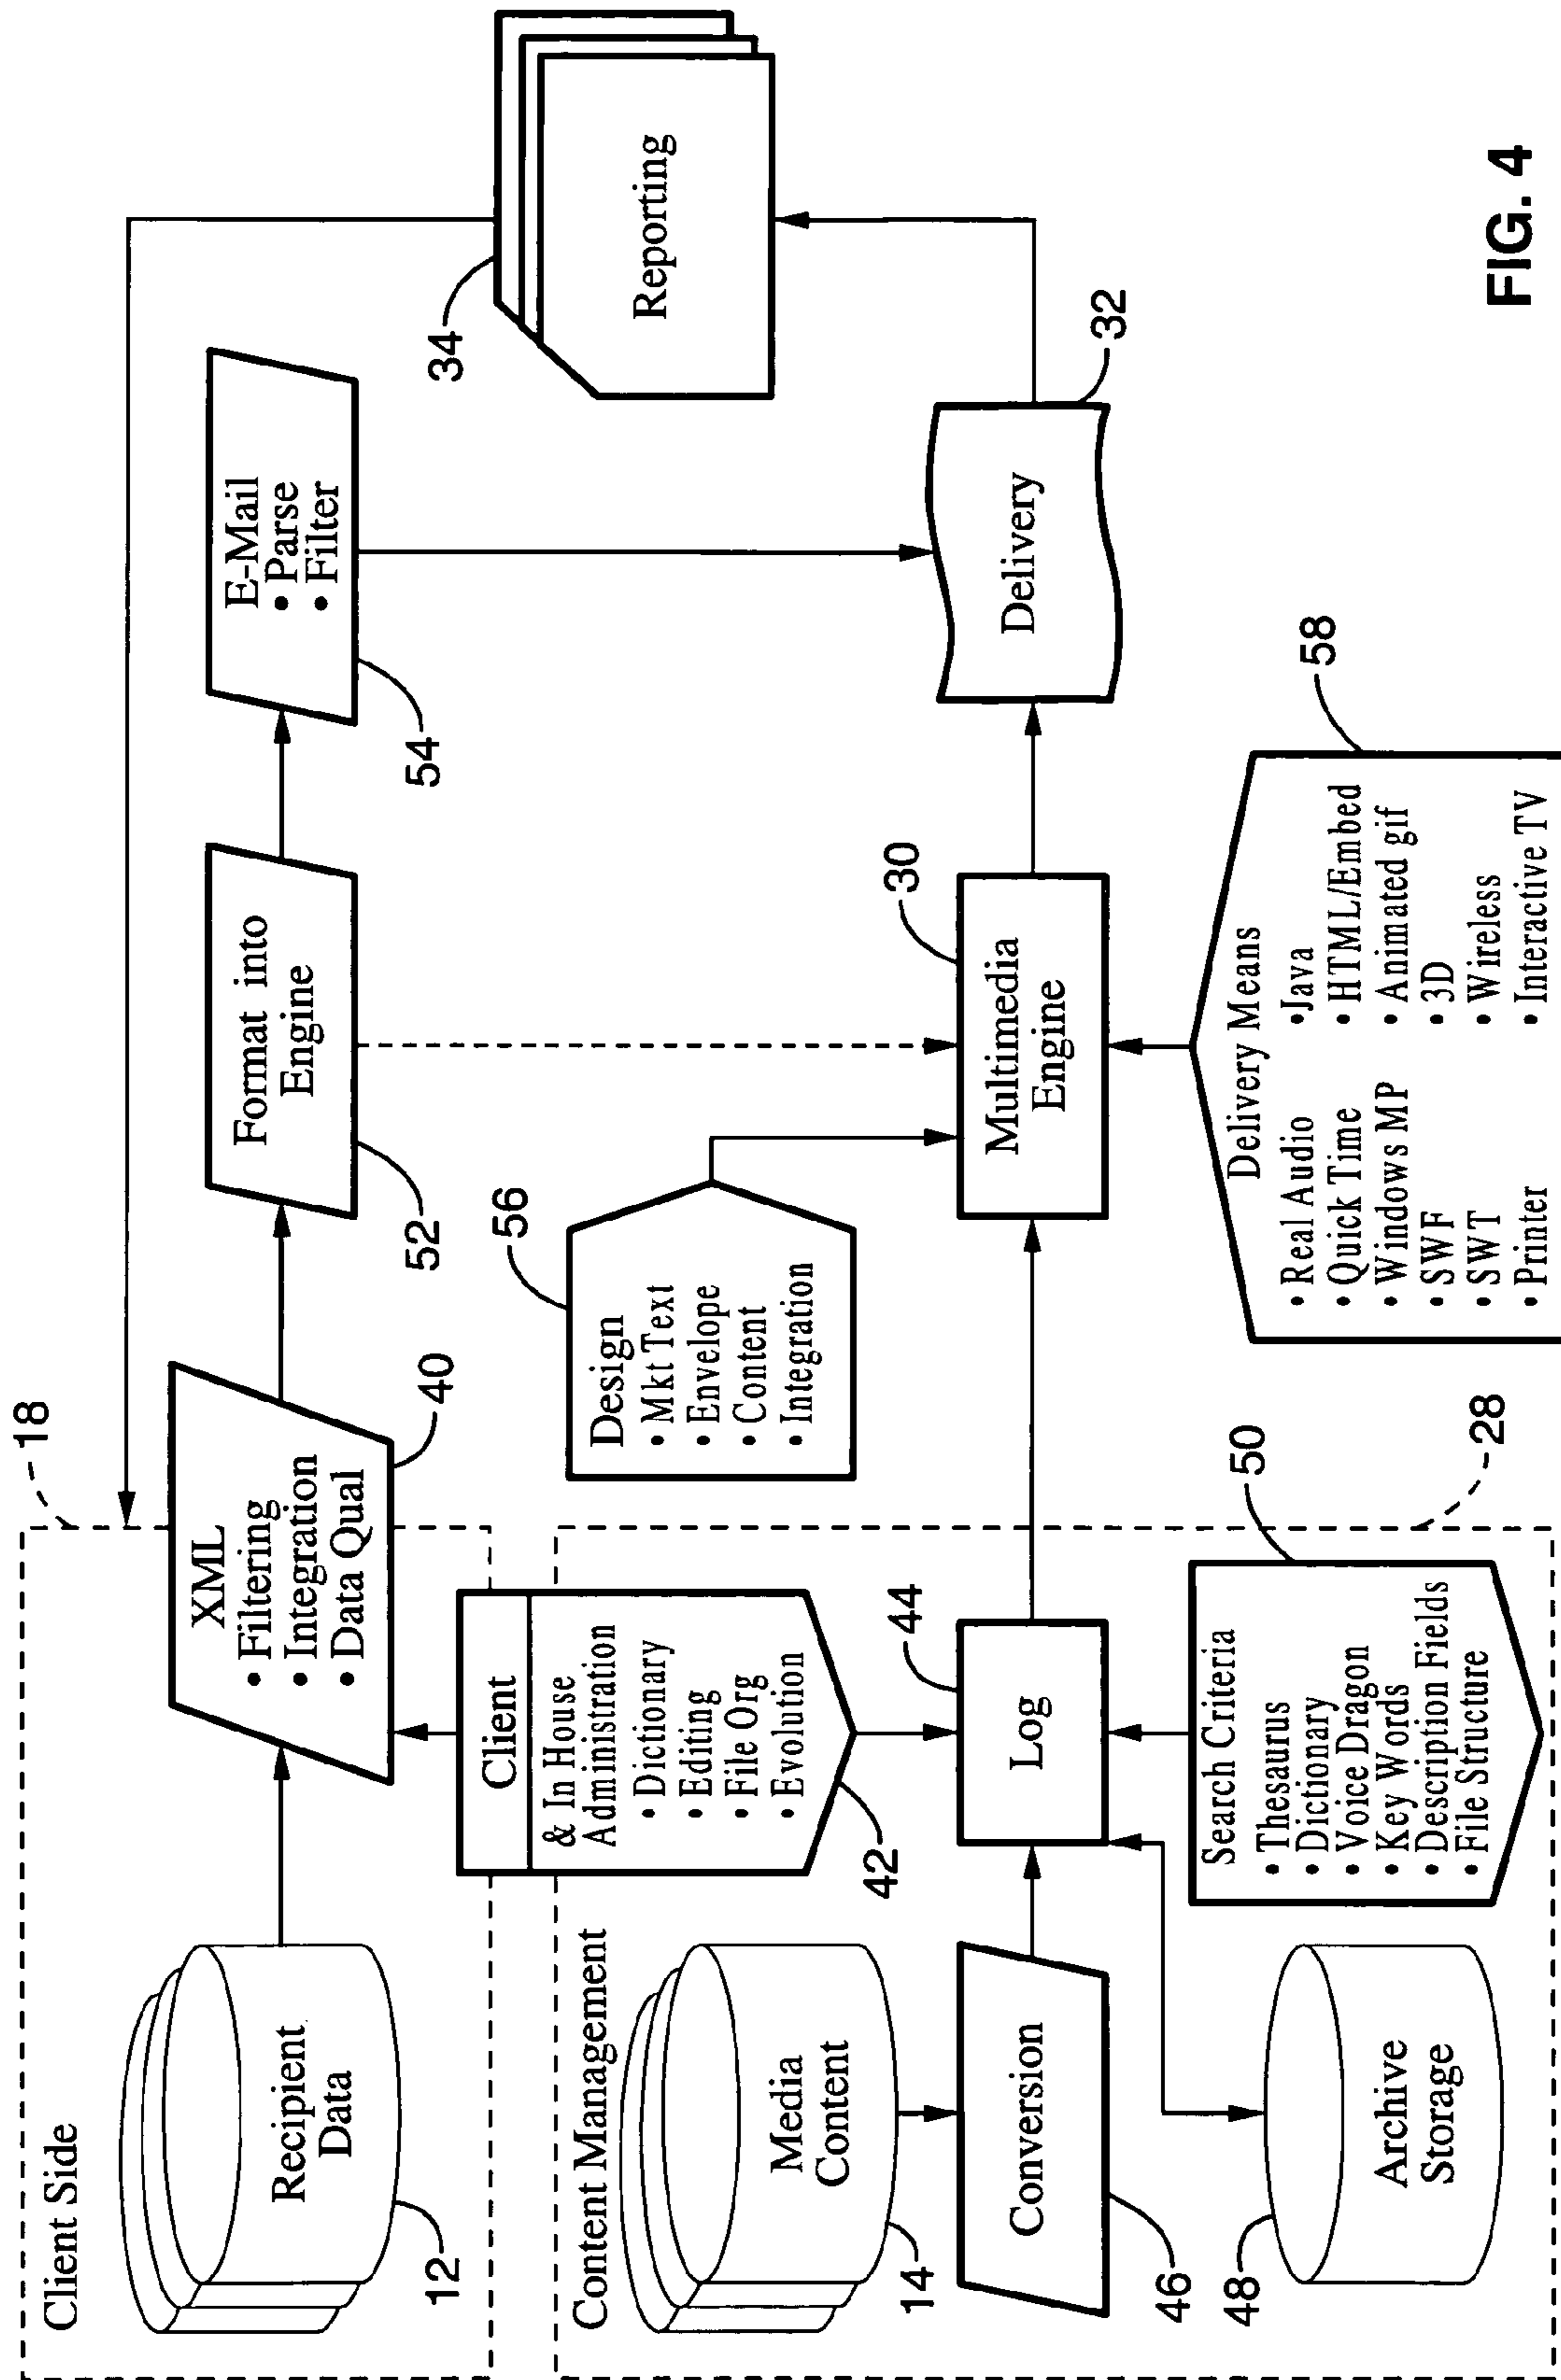 Client Side
18
Recipient
Data
12
XML
• Filtering
• Integration
• Data Qual
40
Format into
Engine
52
E-Mail
• Parse
• Filter
54
34
Reporting
Client
& In House
Administration
• Dictionary
• Editing
• File Org
• Evolution
42
Design
• Mkt Text
• Envelope
• Content
• Integration
56
Content Management
Media
Content
14
Conversion
46
Log
44
Multimedia
Engine
30
Delivery
32
Archive
Storage
48
Search Criteria
• Thesaurus
• Dictionary
• Voice Dragon
• Key Words
• Description Fields
• File Structure
50
28
Delivery Means
• Real Audio
• Quick Time
• Windows MP
• SWF
• SWT
• Printer
• Java
• HTML/Embed
• Animated gif
• 3D
• Wireless
• Interactive TV
58
FIG. 4